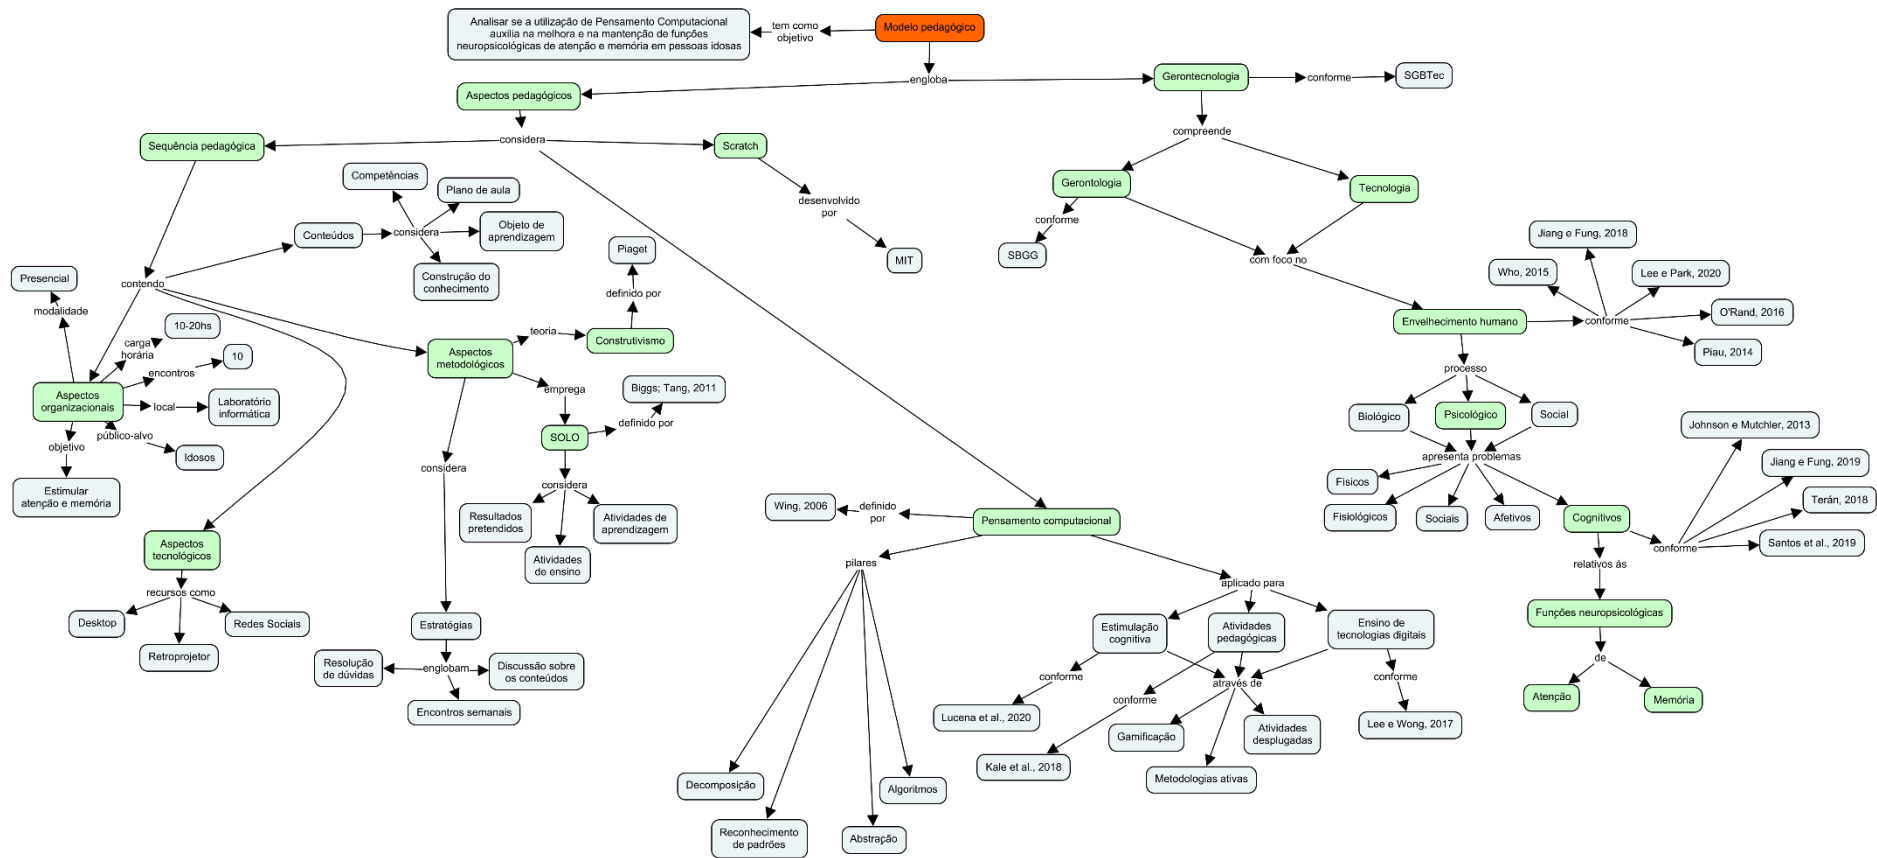 Analisar se a utilização de Pensamento Computacional
auxilia na melhora e na mantenção de funções
neuropsicológicas de atenção e memória em pessoas idosas
tem como
objetivo
Modelo pedagógico
engloba
Aspectos pedagógicos
Gerontecnologia
conforme
SGBTec
considera
Sequência pedagógica
Scratch
desenvolvido
por
MIT
compreende
Gerontologia
Tecnologia
conforme
SBGG
com foco no
Competências
Plano de aula
Conteúdos
considera
Objeto de
aprendizagem
Construção do
conhecimento
contendo
Presencial
modalidade
10-20hs
carga
horária
encontros
10
Aspectos
organizacionais
local
Laboratório
informática
público-alvo
Idosos
objetivo
Estimular
atenção e memória
Piaget
definido por
teoria
Construtivismo
Aspectos
metodológicos
emprega
Biggs; Tang, 2011
definido por
SOLO
considera
considera
Resultados
pretendidos
Atividades de
aprendizagem
Atividades
de ensino
Aspectos
tecnológicos
recursos como
Desktop
Redes Sociais
Retroprojetor
Estratégias
englobam
Resolução
de dúvidas
Discussão sobre
os conteúdos
Encontros semanais
Jiang e Fung, 2018
Who, 2015
Lee e Park, 2020
O'Rand, 2016
Piau, 2014
Envelhecimento humano
conforme
processo
Biológico
Psicológico
Social
apresenta problemas
Físicos
Fisiológicos
Sociais
Afetivos
Cognitivos
Johnson e Mutchler, 2013
Jiang e Fung, 2019
Terán, 2018
Santos et al., 2019
conforme
relativos às
Funções neuropsicológicas
de
Atenção
Memória
Wing, 2006
definido
por
Pensamento computacional
pilares
aplicado para
Estimulação
cognitiva
Atividades
pedagógicas
Ensino de
tecnologias digitais
conforme
conforme
através de
conforme
Lucena et al., 2020
Kale et al., 2018
Gamificação
Atividades
desplugadas
Metodologias ativas
Lee e Wong, 2017
Decomposição
Algoritmos
Reconhecimento
de padrões
Abstração